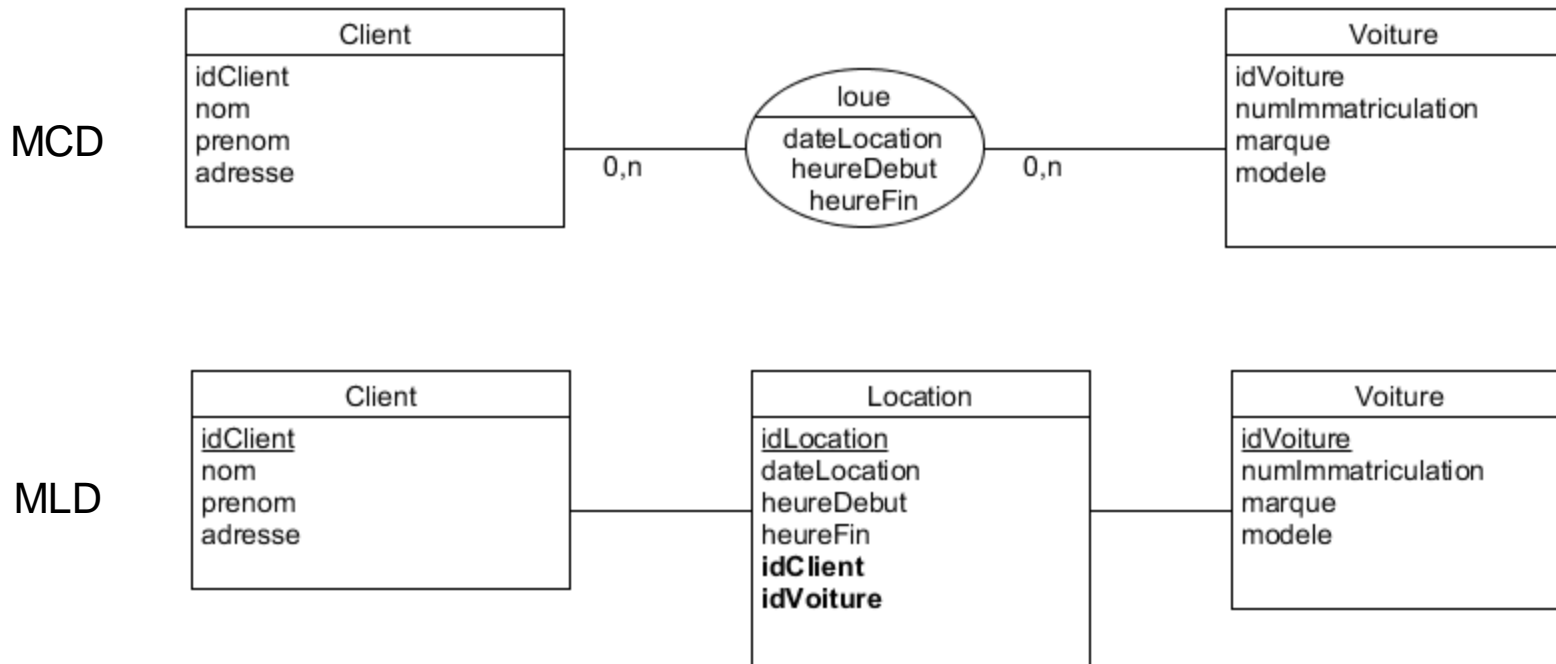 MCD
Client
idClient
nom
prenom
adresse
0,n
loue
dateLocation
heureDebut
heureFin
0,n
Voiture
idVoiture
numImmatriculation
marque
modele
MLD
Client
idClient
nom
prenom
adresse
Location
idLocation
dateLocation
heureDebut
heureFin
idClient
idVoiture
Voiture
idVoiture
numImmatriculation
marque
modele